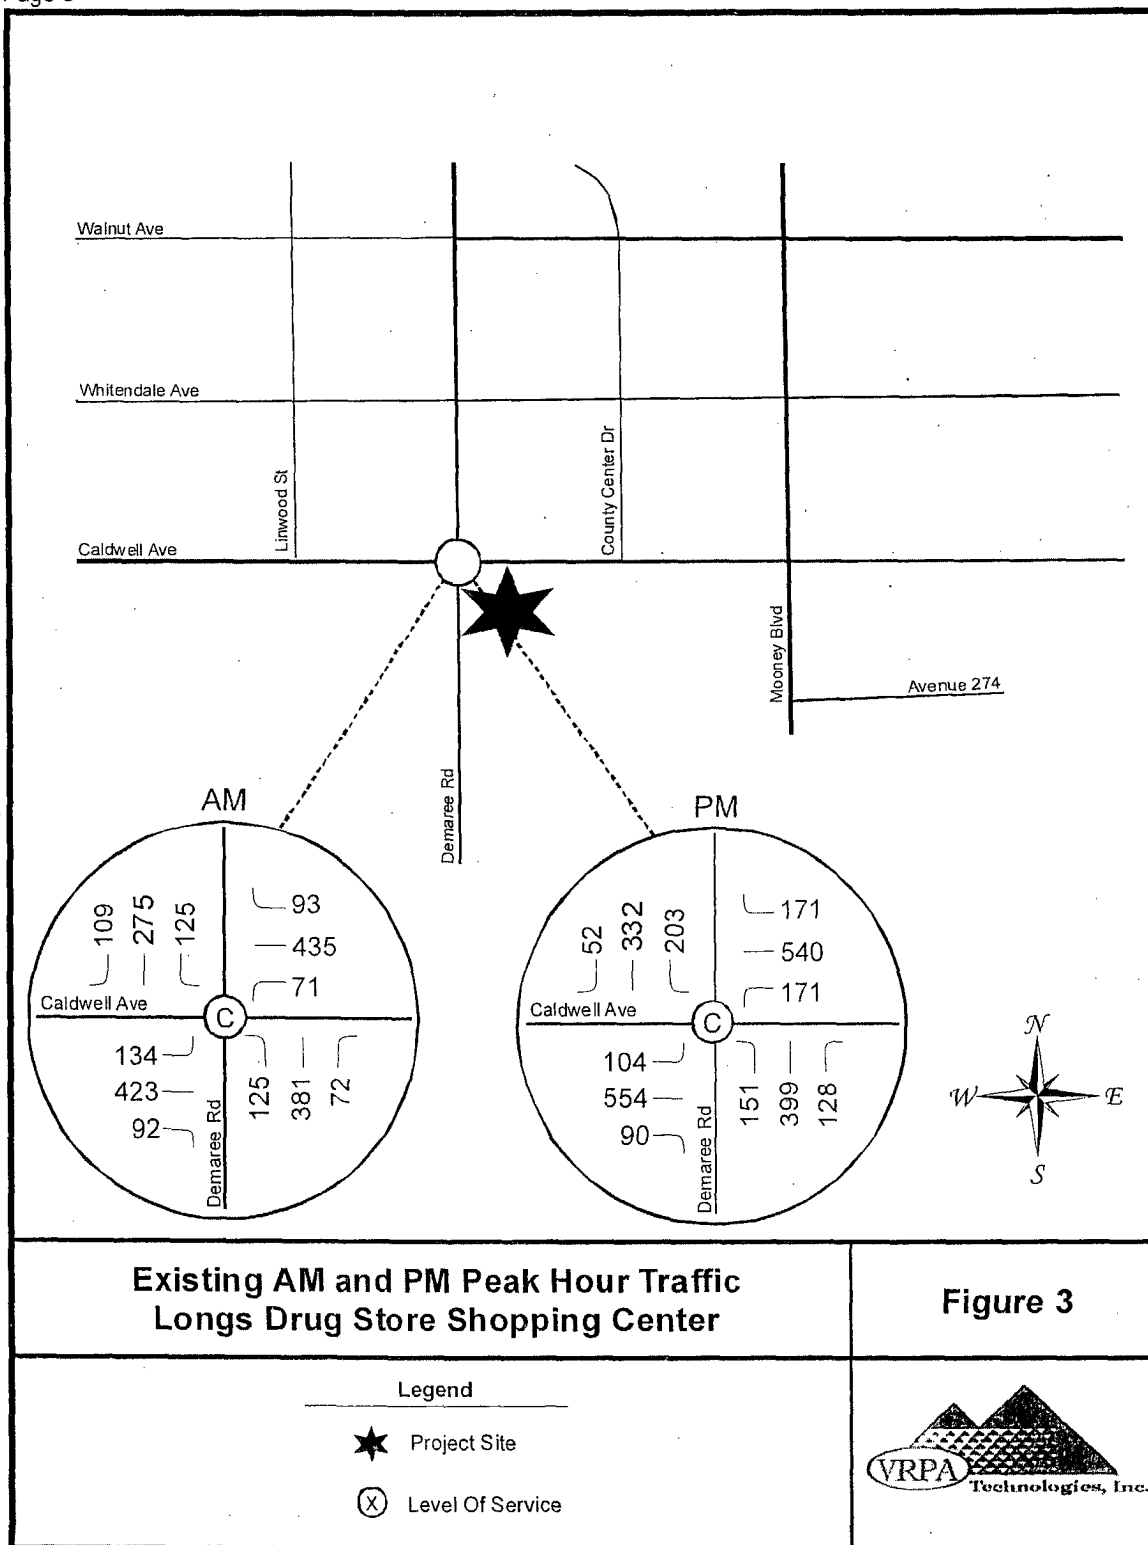 Walnut Ave
Whitendale Ave
Linwood St
County Center Dr
Caldwell Ave
Mooney Blvd
Avenue 274
Demaree Rd
AM
109
275
125
93
435
71
Caldwell Ave
C
134
423
92
125
381
72
Demaree Rd
PM
52
332
203
171
540
171
Caldwell Ave
C
104
554
90
151
399
128
Demaree Rd
N
W
E
S
Existing AM and PM Peak Hour Traffic
Longs Drug Store Shopping Center
Figure 3
Legend
Project Site
X Level Of Service
VRPA
Technologies, Inc.